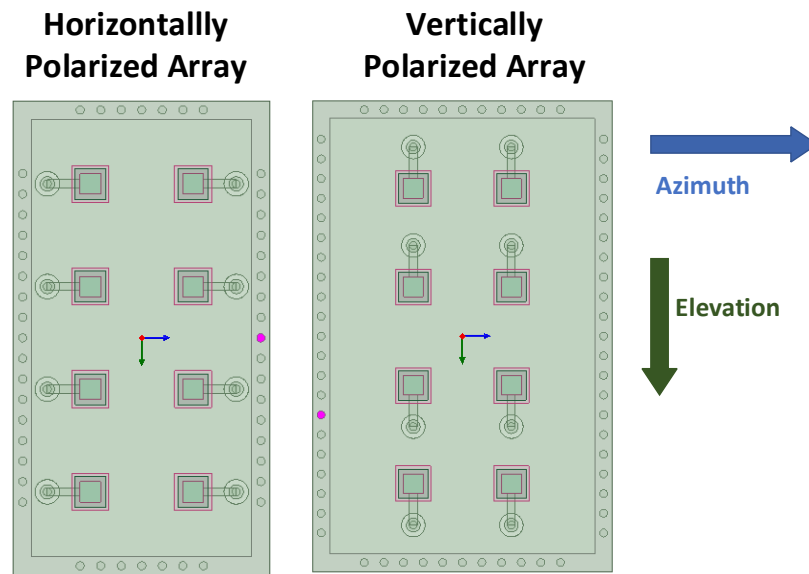 Horizontallly
Polarized Array
Vertically
Polarized Array
Azimuth
Elevation